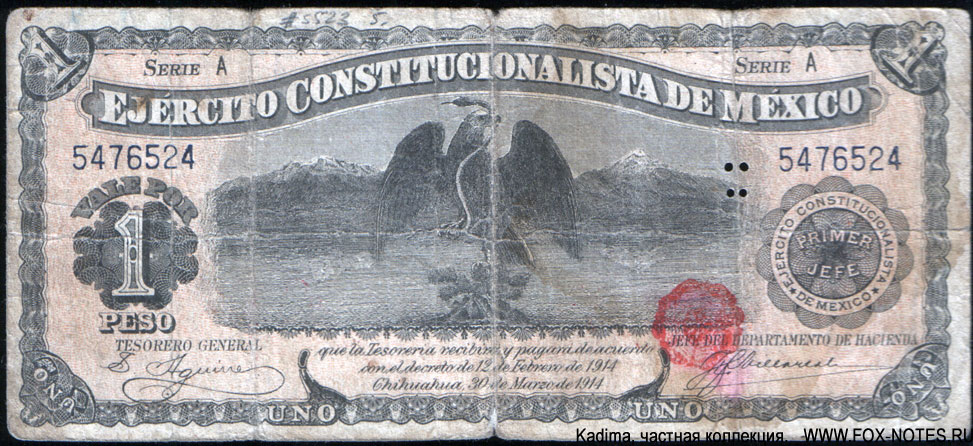 #5523 5.
1
1
SERIE A
SERIE A
EJÉRCITO CONSTITUCIONALISTA DE MÉXICO
5476524
5476524
VALE POR
1
PESO
EJERCITO CONSTITUCIONALISTA
PRIMER
JEFE
* DE MEXICO *
TESORERO GENERAL
JEFE DEL DEPARTAMENTO DE HACIENDA
que la Tesorería recibirá y pagará de acuerdo
con el decreto de 12 de Febrero de 1914
Chihuahua, 30 de Marzo de 1914
S. Aguirre
UNO
UNO
UNO
UNO
Kadima, частная коллекция
WWW.FOX-NOTES.RU